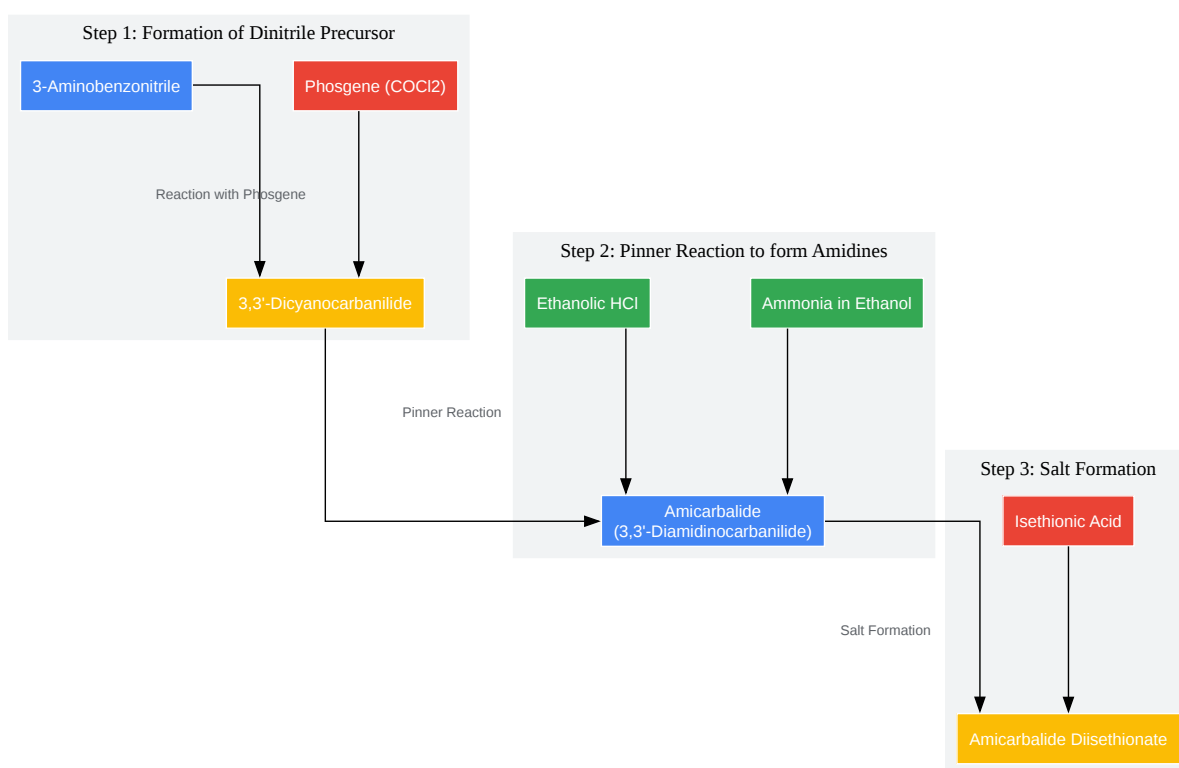 Step 1: Formation of Dinitrile Precursor
3-Aminobenzonitrile
Phosgene (COCl2)
Reaction with Phosgene
3,3'-Dicyanocarbanilide
Step 2: Pinner Reaction to form Amidines
Ethanolic HCl
Ammonia in Ethanol
Pinner Reaction
Amicarbalide
(3,3'-Diamidinocarbanilide)
Step 3: Salt Formation
Isethionic Acid
Salt Formation
Amicarbalide Diisethionate